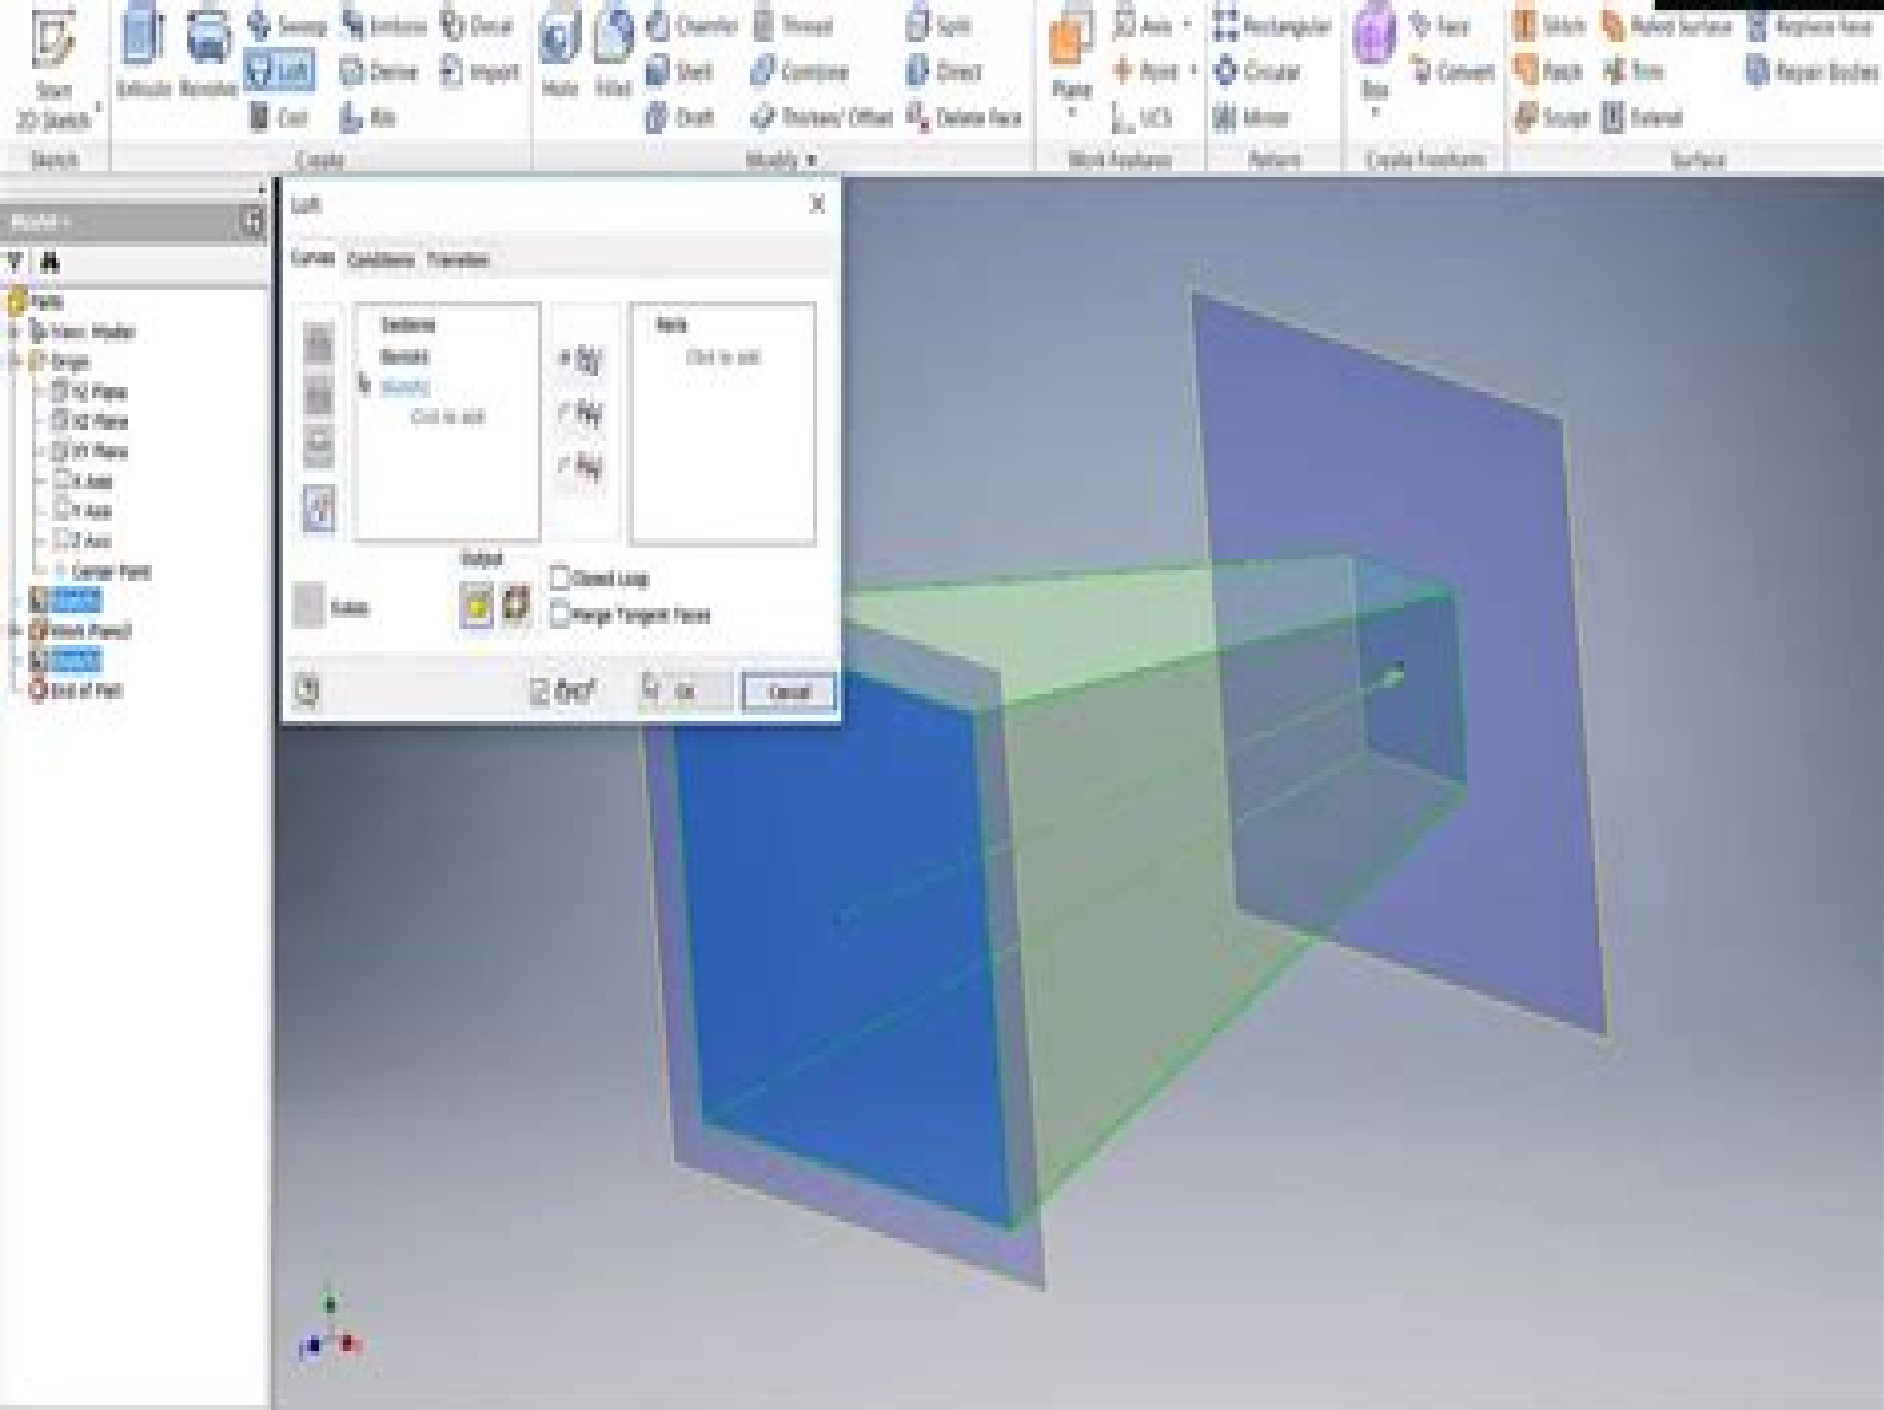 Sweep Emboss Decal Chamfer Thread Split Axis Rectangular Face Stitch Ruled Surface Replace Face
Loft Derive Import Shell Combine Direct Point Circular Convert Patch Trim Repair Bodies
Start Extrude Revolve Hole Fillet Plane Box
2D Sketch Coil Rib Draft Thicken/ Offset Delete Face UCS Mirror Sculpt Extend
Sketch Create Modify Work Features Pattern Create Freeform Surface
Model
Loft
Curves Conditions Transition
Sections Rails
Click to add
Click to add
Output
Closed Loop
Merge Tangent Faces
Solids
OK Cancel
Origin
YZ Plane
XZ Plane
XY Plane
X Axis
Y Axis
Z Axis
Center Point
End of Part